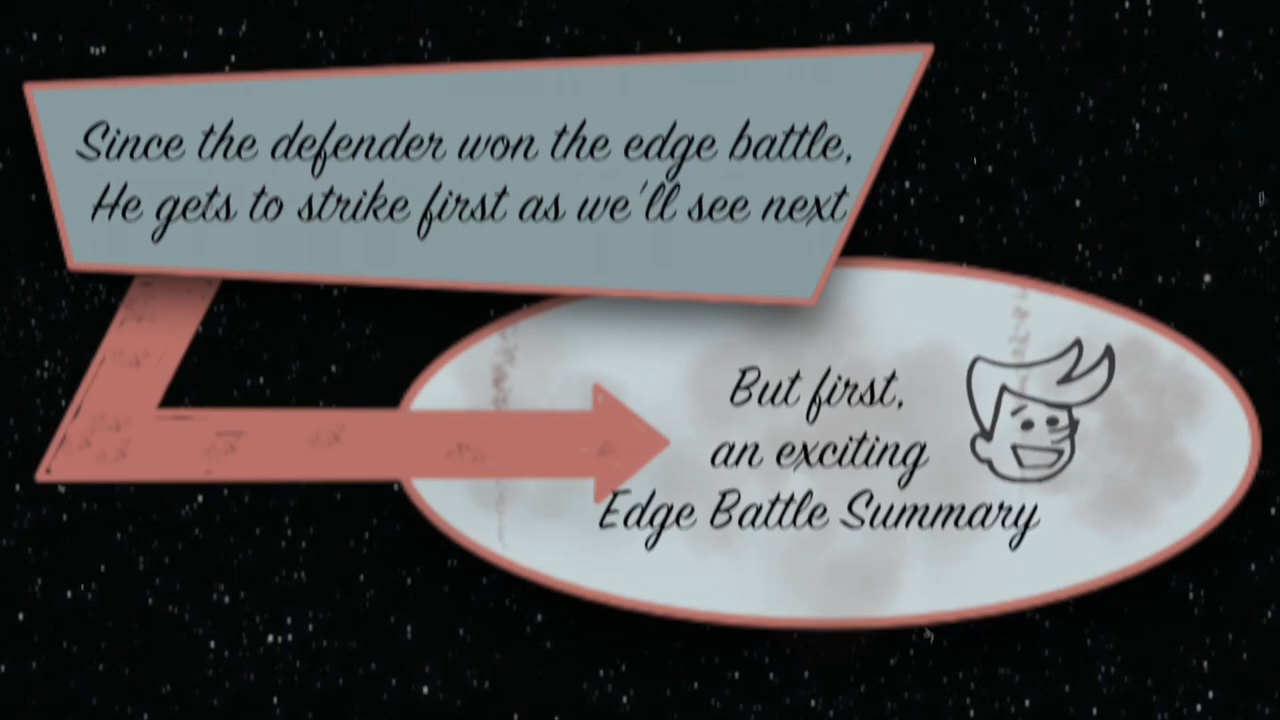 Since the defender won the edge battle,
He gets to strike first as we'll see next
But first,
an exciting
Edge Battle Summary